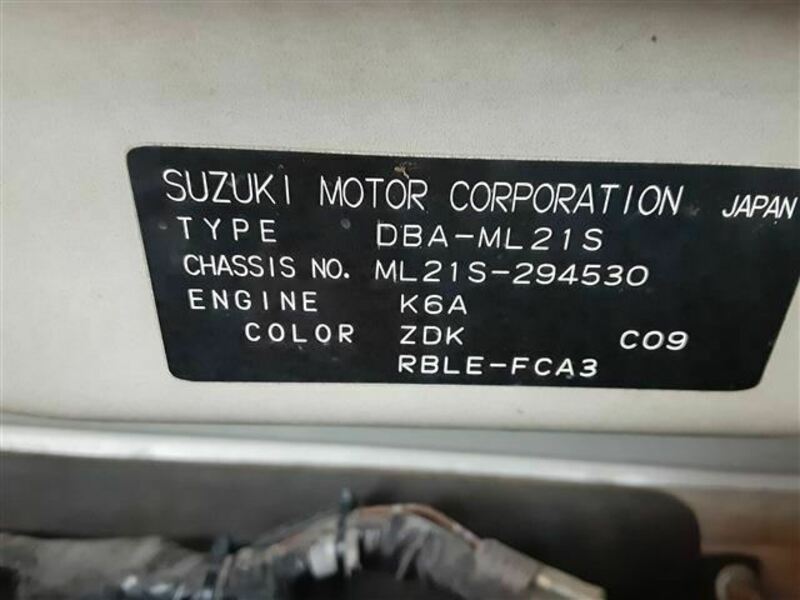 SUZUKI MOTOR CORPORATION JAPAN
TYPE DBA-ML21S
CHASSIS NO. ML21S-294530
ENGINE K6A
COLOR ZDK C09
RBLE-FCA3